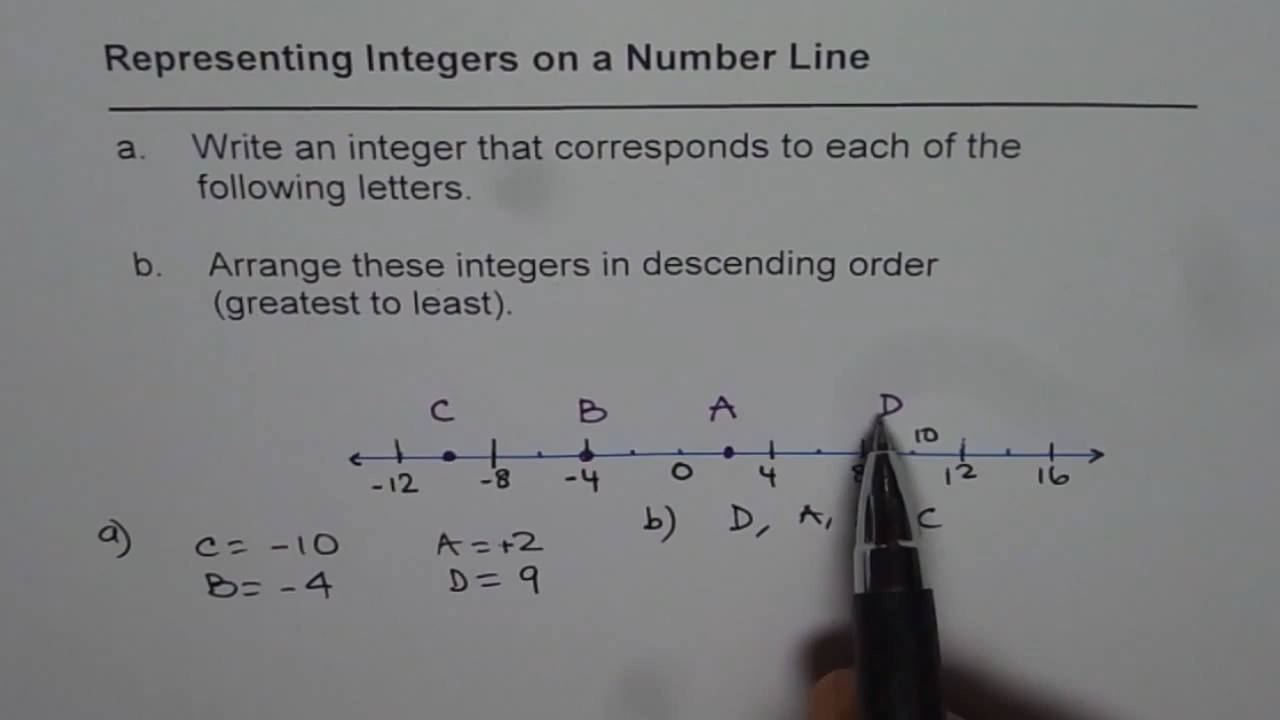 Representing Integers on a Number Line
a. Write an integer that corresponds to each of the
following letters.
b. Arrange these integers in descending order
(greatest to least).
C B A D
10
-12 -8 -4 0 4 8 12 16
a) C = -10 A = +2 b) D, A, C
B = -4 D = 9